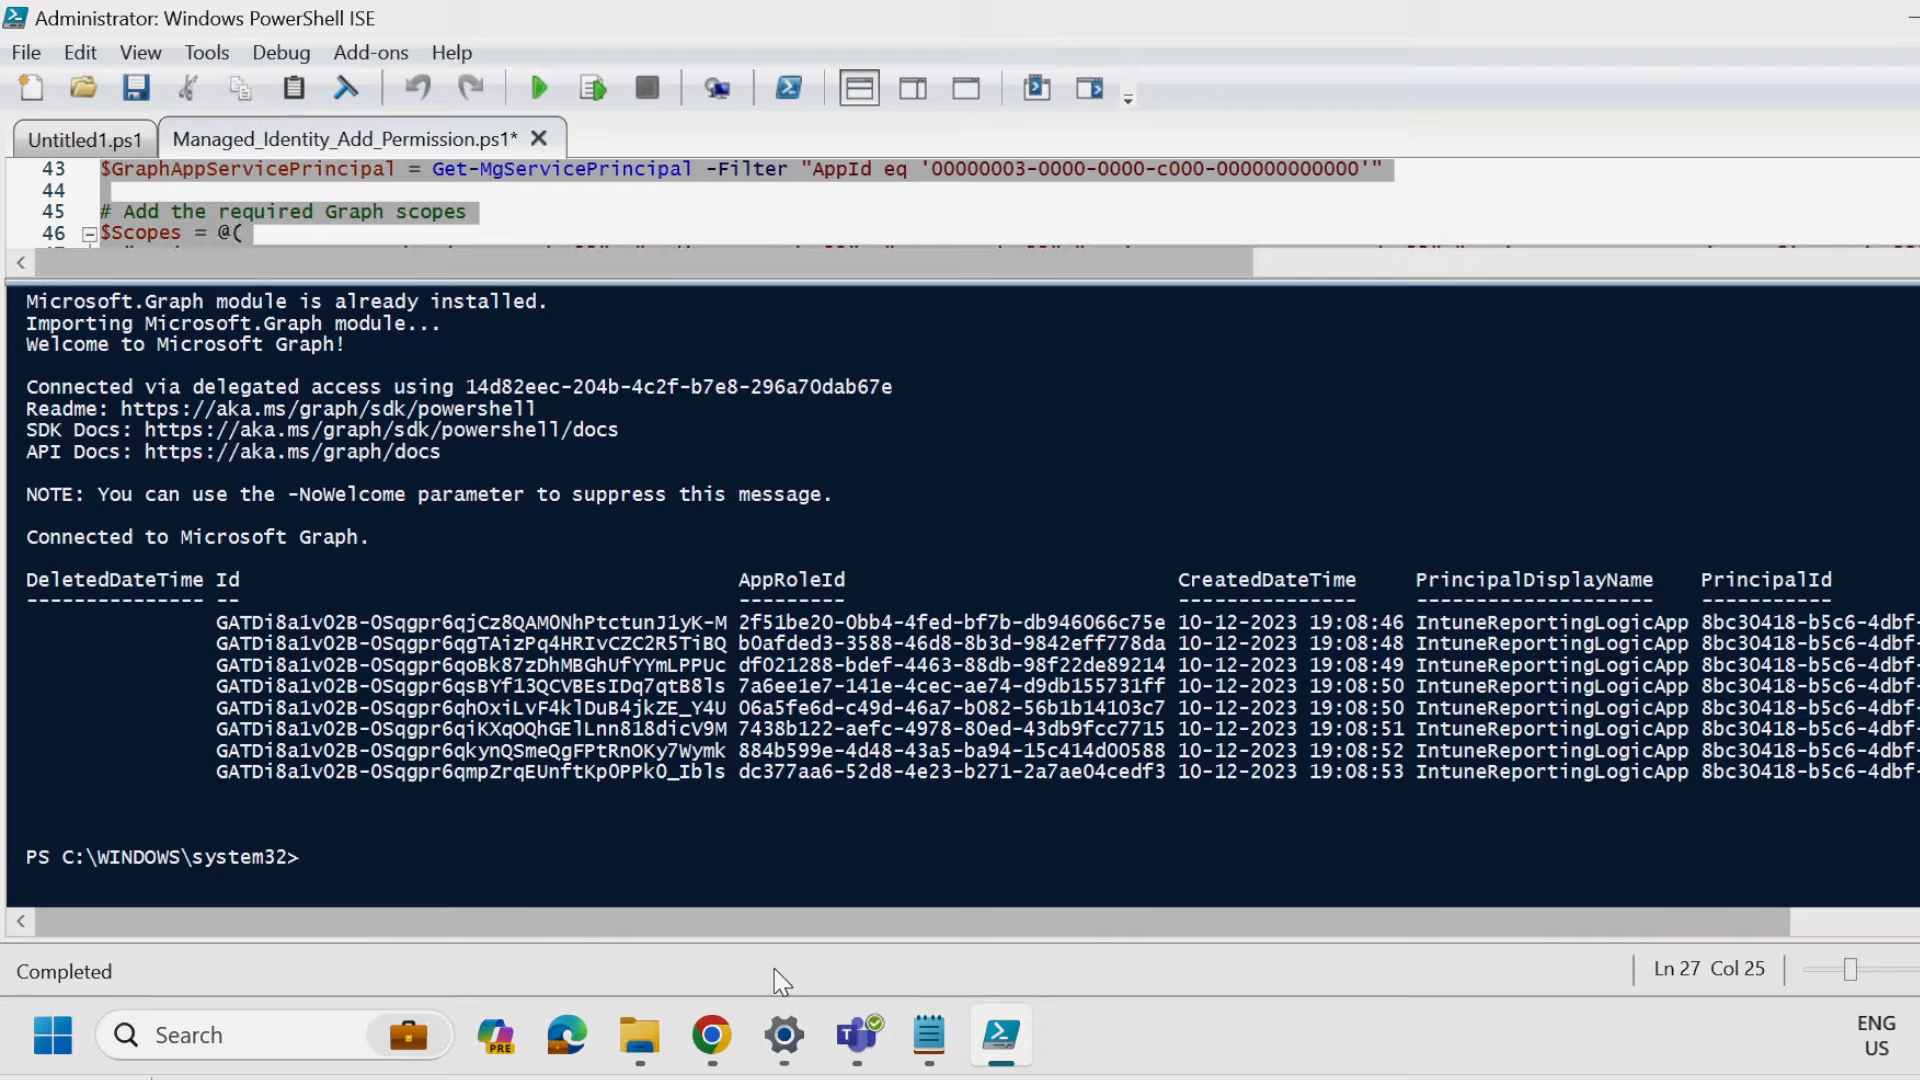 Administrator: Windows PowerShell ISE
File Edit View Tools Debug Add-ons Help
Untitled1.ps1 Managed_Identity_Add_Permission.ps1*
43 $GraphAppServicePrincipal = Get-MgServicePrincipal -Filter "AppId eq '00000003-0000-0000-c000-000000000000'"
44
45 # Add the required Graph scopes
46 $Scopes = @(
Microsoft.Graph module is already installed.
Importing Microsoft.Graph module...
Welcome to Microsoft Graph!
Connected via delegated access using 14d82eec-204b-4c2f-b7e8-296a70dab67e
Readme: https://aka.ms/graph/sdk/powershell
SDK Docs: https://aka.ms/graph/sdk/powershell/docs
API Docs: https://aka.ms/graph/docs
NOTE: You can use the -NoWelcome parameter to suppress this message.
Connected to Microsoft Graph.
DeletedDateTime Id AppRoleId CreatedDateTime PrincipalDisplayName PrincipalId
--------------- -- --------- --------------- -------------------- -----------
GATDi8a1v02B-OSqgpr6qjCz8QAM0NhPtctunJ1yK-M 2f51be20-0bb4-4fed-bf7b-db946066c75e 10-12-2023 19:08:46 IntuneReportingLogicApp 8bc30418-b5c6-4dbf-
GATDi8a1v02B-OSqgpr6qgTAizPq4HRIvCZC2R5TiBQ b0afded3-3588-46d8-8b3d-9842eff778da 10-12-2023 19:08:48 IntuneReportingLogicApp 8bc30418-b5c6-4dbf-
GATDi8a1v02B-OSqgpr6qoBk87zDhMBGhUfYYmLPPUc df021288-bdef-4463-88db-98f22de89214 10-12-2023 19:08:49 IntuneReportingLogicApp 8bc30418-b5c6-4dbf-
GATDi8a1v02B-OSqgpr6qsBYf13QCVBEsIDq7qtB8ls 7a6ee1e7-141e-4cec-ae74-d9db155731ff 10-12-2023 19:08:50 IntuneReportingLogicApp 8bc30418-b5c6-4dbf-
GATDi8a1v02B-OSqgpr6qhOxiLvF4klDuB4jkZE_Y4U 06a5fe6d-c49d-46a7-b082-56b1b14103c7 10-12-2023 19:08:50 IntuneReportingLogicApp 8bc30418-b5c6-4dbf-
GATDi8a1v02B-OSqgpr6qiKXqOQhGElLnn818dicV9M 7438b122-aefc-4978-80ed-43db9fcc7715 10-12-2023 19:08:51 IntuneReportingLogicApp 8bc30418-b5c6-4dbf-
GATDi8a1v02B-OSqgpr6qkynQSmeQgFPtRnOKy7Wymk 884b599e-4d48-43a5-ba94-15c414d00588 10-12-2023 19:08:52 IntuneReportingLogicApp 8bc30418-b5c6-4dbf-
GATDi8a1v02B-OSqgpr6qmpZrqEUnftKp0PPkO_Ibls dc377aa6-52d8-4e23-b271-2a7ae04cedf3 10-12-2023 19:08:53 IntuneReportingLogicApp 8bc30418-b5c6-4dbf-
PS C:\WINDOWS\system32>
Completed Ln 27 Col 25
Search PRE ENG
US